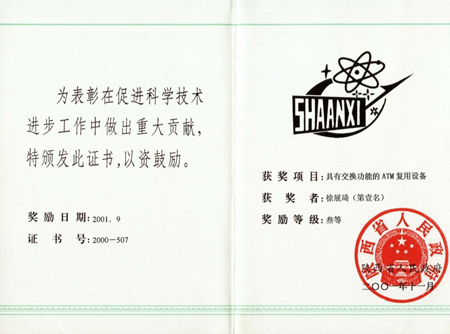 为表彰在促进科学技术
进步工作中做出重大贡献，
特颁发此证书，以资鼓励。
奖励日期：2001. 9
证 书 号：2000—507
SHAANXI
获奖项目：具有交换功能的ATM复用设备
获 奖 者：徐展琦（第壹名）
奖励等级：叁等
陕西省人民政府
陕西省人民政府
二〇〇一年十一月